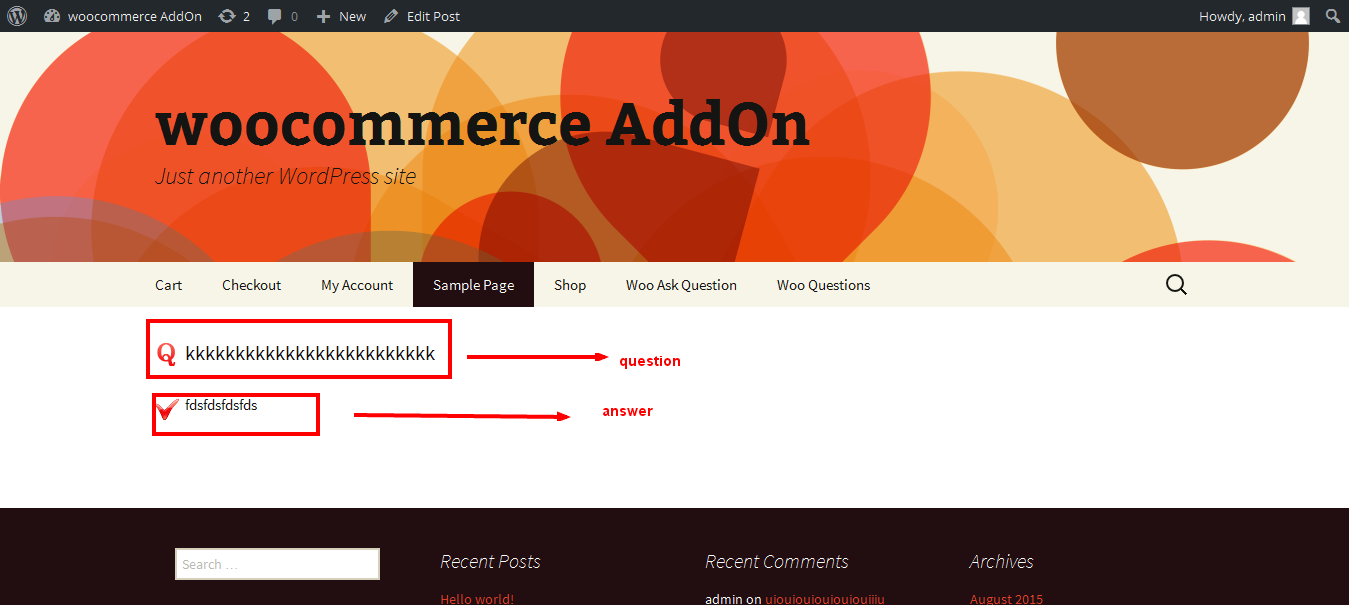 woocommerce AddOn 2 0 New Edit Post Howdy, admin
woocommerce AddOn
Just another WordPress site
Cart Checkout My Account Sample Page Shop Woo Ask Question Woo Questions
Q kkkkkkkkkkkkkkkkkkkkkkkkk
question
fdsfdsfdsfds
answer
Search …
Recent Posts
Recent Comments
Archives
Hello world!
admin on uiouiouiouiouiouiiiu
August 2015